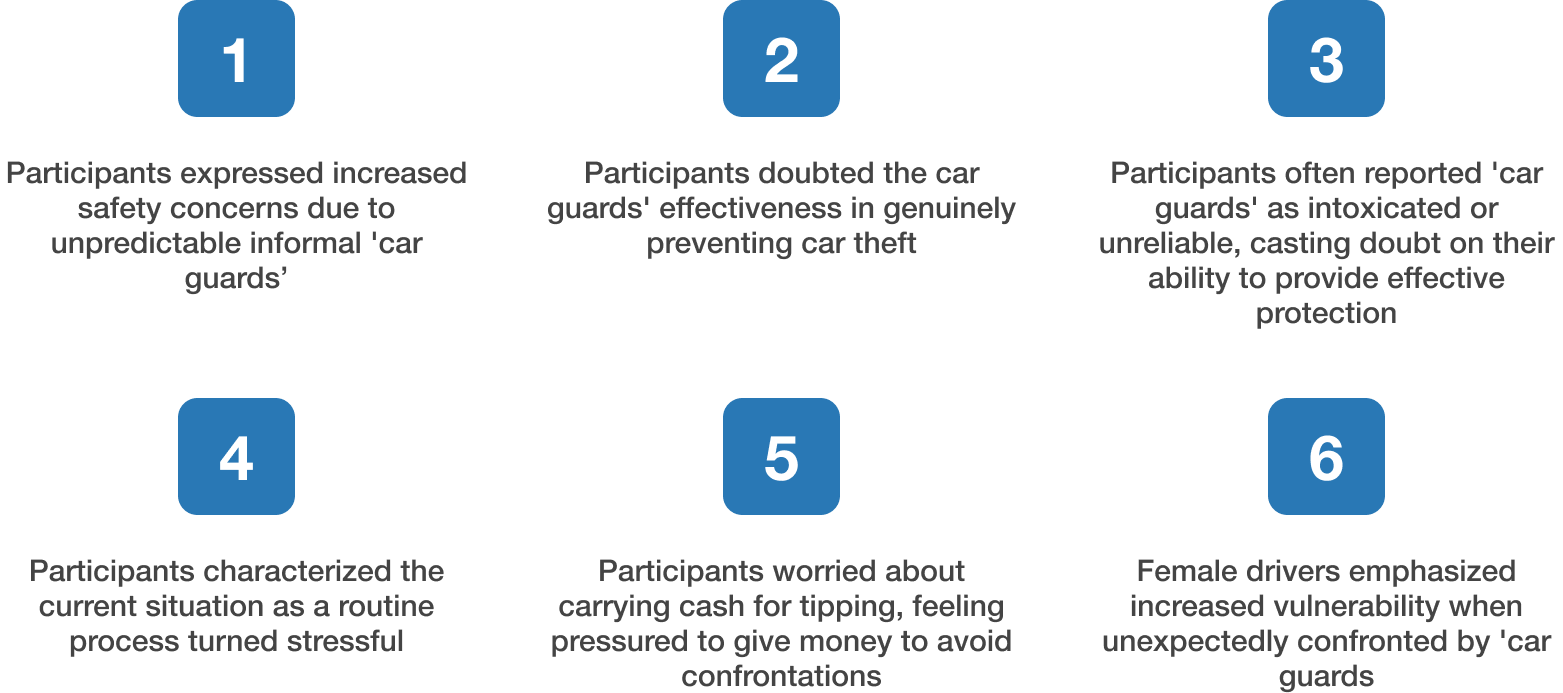 1
Participants expressed increased
safety concerns due to
unpredictable informal 'car
guards’
2
Participants doubted the car
guards' effectiveness in genuinely
preventing car theft
3
Participants often reported 'car
guards' as intoxicated or
unreliable, casting doubt on their
ability to provide effective
protection
4
Participants characterized the
current situation as a routine
process turned stressful
5
Participants worried about
carrying cash for tipping, feeling
pressured to give money to avoid
confrontations
6
Female drivers emphasized
increased vulnerability when
unexpectedly confronted by 'car
guards